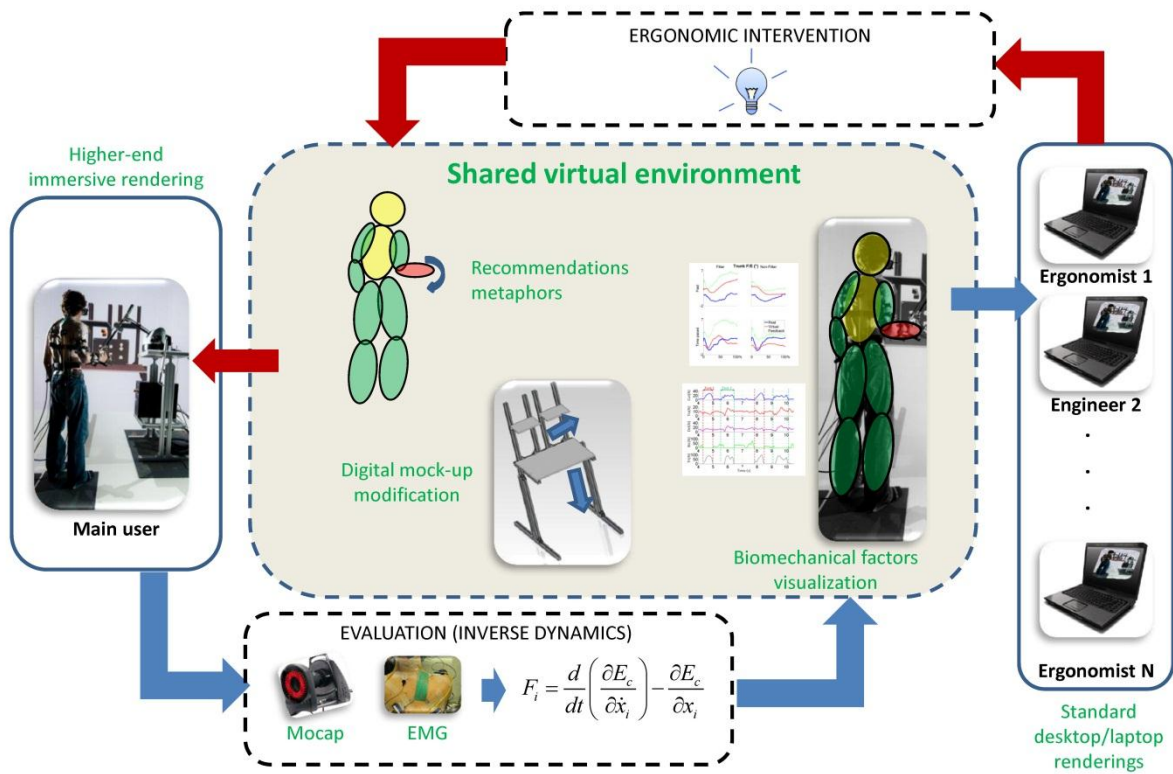 ERGONOMIC INTERVENTION
Higher-end
immersive rendering
Shared virtual environment
Recommendations
metaphors
Digital mock-up
modification
Biomechanical factors
visualization
Main user
Ergonomist 1
Engineer 2
.
.
.
.
Ergonomist N
Standard
desktop/laptop
renderings
EVALUATION (INVERSE DYNAMICS)
Mocap
EMG
F_i = d/dt (∂E_c/∂ẋ_i) − ∂E_c/∂x_i